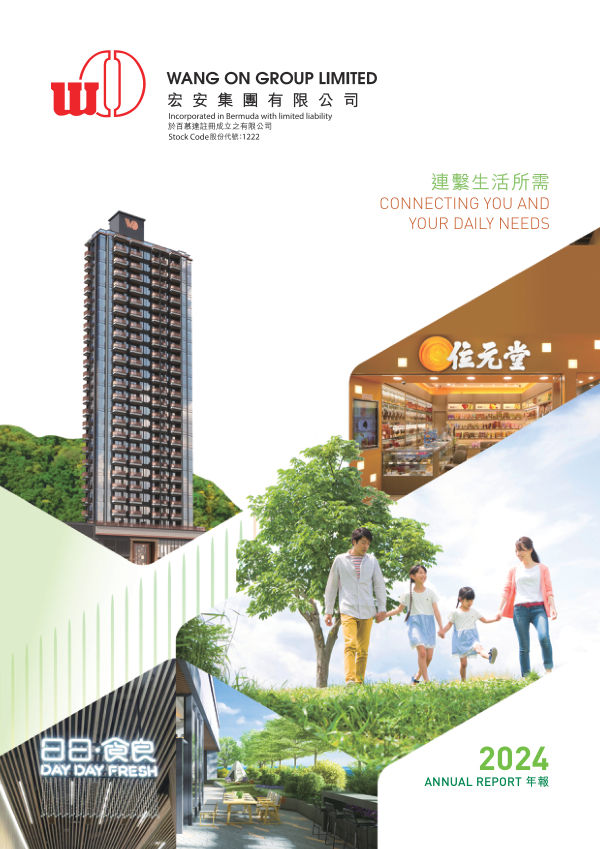 WANG ON GROUP LIMITED
宏安集團有限公司
Incorporated in Bermuda with limited liability
於百慕達註冊成立之有限公司
Stock Code股份代號:1222
連繫生活所需
CONNECTING YOU AND
YOUR DAILY NEEDS
位元堂
日日·食良
DAY DAY FRESH
2024
ANNUAL REPORT 年報